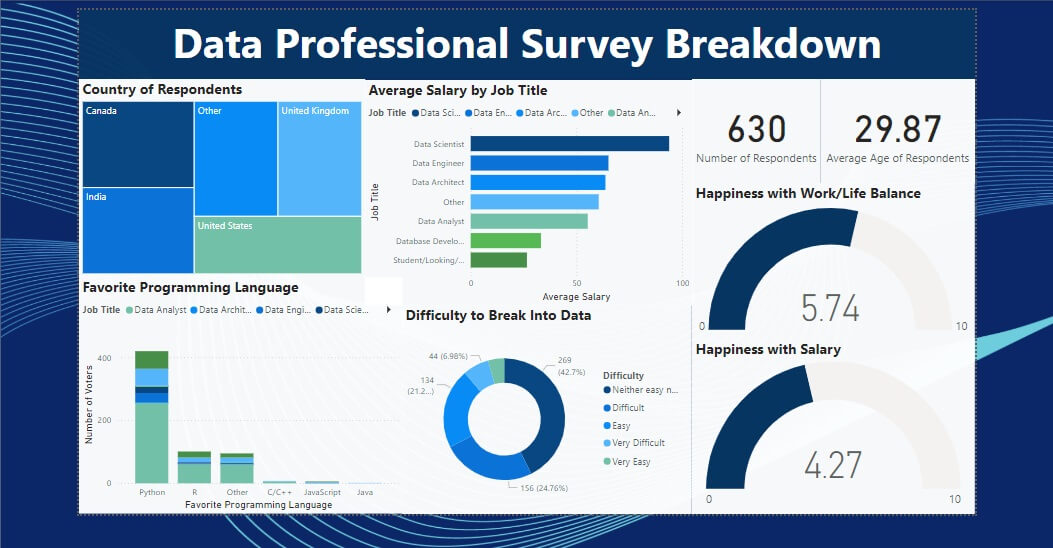 Data Professional Survey Breakdown
Country of Respondents
Canada
Other
United Kingdom
India
United States
Average Salary by Job Title
Job Title Data Sci... Data En... Data Arc... Other Data An...
Job Title
Data Scientist
Data Engineer
Data Architect
Other
Data Analyst
Database Develo...
Student/Looking/...
0 50 100
Average Salary
630
Number of Respondents
29.87
Average Age of Respondents
Happiness with Work/Life Balance
5.74
0 10
Favorite Programming Language
Job Title Data Analyst Data Archit... Data Engi... Data Scie...
Number of Voters
400
200
0
Python R Other C/C++ JavaScript Java
Favorite Programming Language
Difficulty to Break Into Data
44 (6.98%)
269
(42.7%)
134
(21.2...)
156 (24.76%)
Difficulty
Neither easy n...
Difficult
Easy
Very Difficult
Very Easy
Happiness with Salary
4.27
0 10